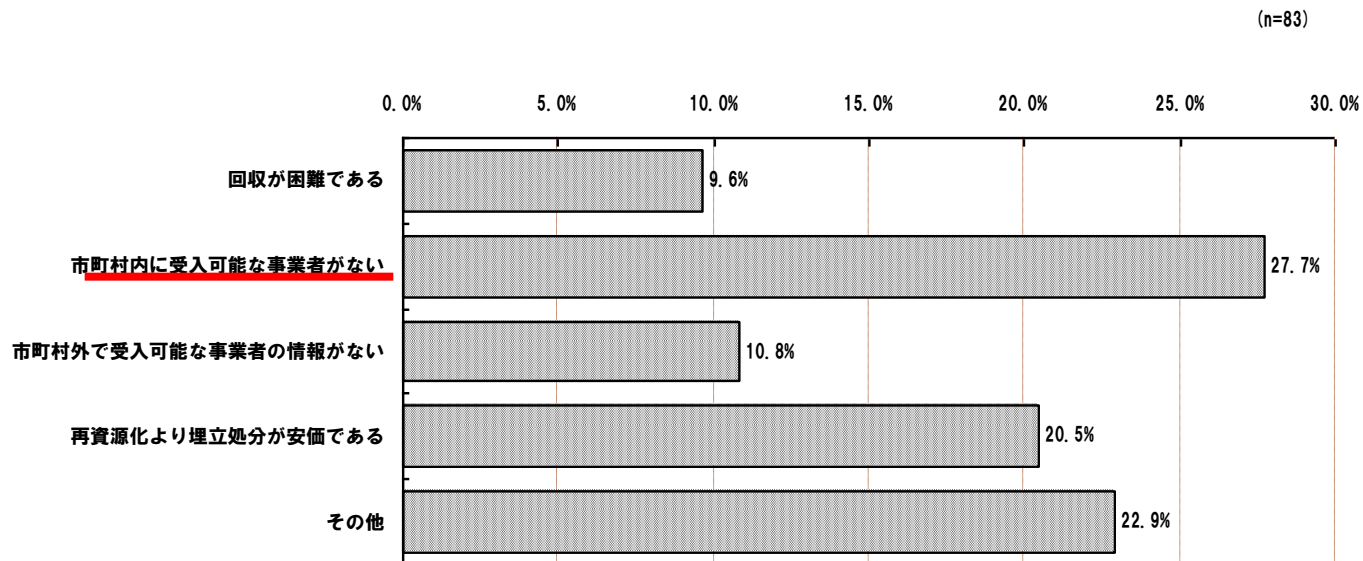 (n=83)
0.0% 5.0% 10.0% 15.0% 20.0% 25.0% 30.0%
回収が困難である 9.6%
市町村内に受入可能な事業者がない 27.7%
市町村外で受入可能な事業者の情報がない 10.8%
再資源化より埋立処分が安価である 20.5%
その他 22.9%